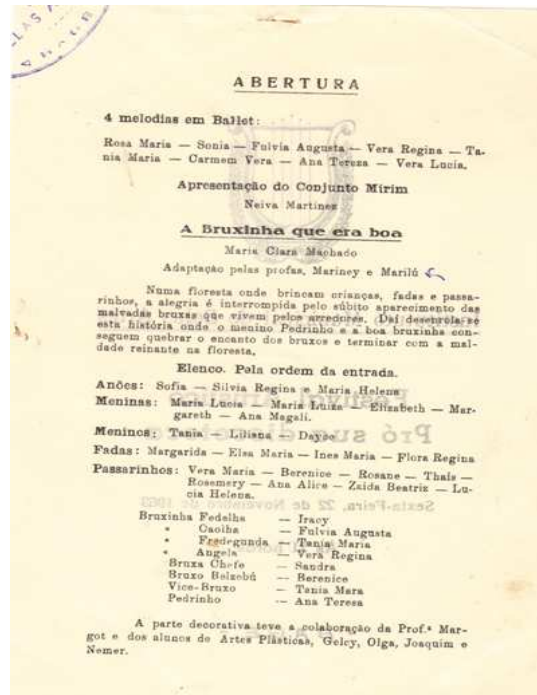 ABERTURA
4 melodias em Ballet:
Rosa Maria — Sonia — Fulvia Augusta — Vera Regina — Ta-
nia Maria — Carmem Vera — Ana Tereza — Vera Lucia.
Apresentação do Conjunto Mirim
Neiva Martinez
A Bruxinha que era boa
Maria Clara Machado
Adaptação pelas profas, Mariney e Marilú
Numa floresta onde brincam crianças, fadas e passa-
rinhos, a alegria é interrompida pelo súbito aparecimento das
malvadas bruxas que vivem pelos arredores. Daí desenrola-se
esta história onde o menino Pedrinho e a boa bruxinha con-
seguem quebrar o encanto dos bruxos e terminar com a mal-
dade reinante na floresta.
Elenco. Pela ordem da entrada.
Anões: Sofia — Silvia Regina e Maria Helena
Meninas: Maria Lucia — Maria Luiza — Elizabeth — Mar-
gareth — Ana Magali.
Meninos: Tania — Liliana — Dayse
Fadas: Margarida — Elsa Maria — Ines Maria — Flora Regina
Passarinhos: Vera Maria — Berenice — Rosane — Thaís —
Rosemery — Ana Alice — Zaida Beatriz — Lu-
cia Helena.
Bruxinha Fedelha — Iracy
" Caolha — Fulvia Augusta
" Fredegunda — Tania Maria
" Angela — Vera Regina
Bruxa Chefe — Sandra
Bruxo Belzebú — Berenice
Vice-Bruxo — Tania Mara
Pedrinho — Ana Teresa
A parte decorativa teve a colaboração da Prof.ª Mar-
got e dos alunos de Artes Plásticas, Gelcy, Olga, Joaquim e
Nemer.